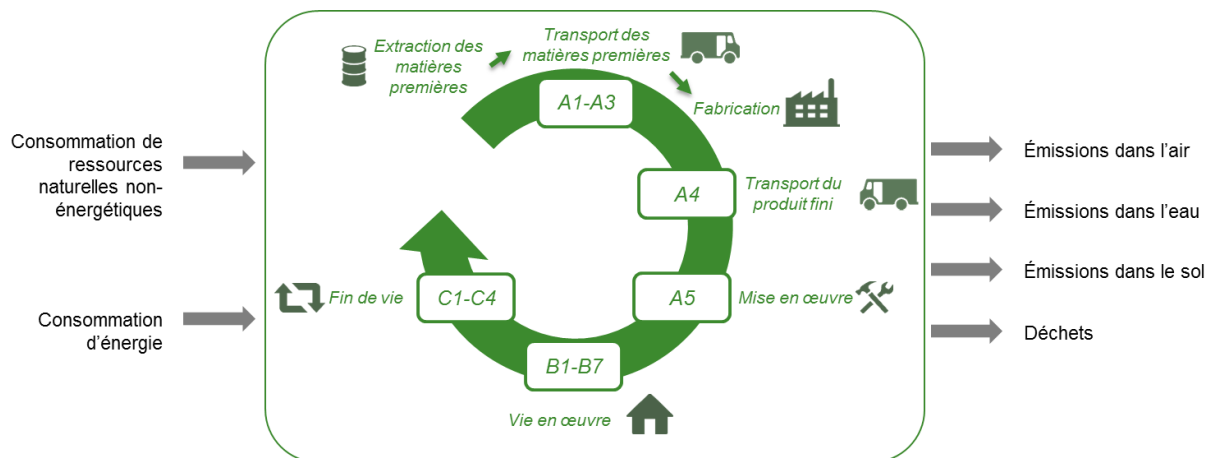 Consommation de
ressources
naturelles non-
énergétiques
Consommation
d’énergie
Extraction des
matières
premières
Transport des
matières premières
Fabrication
A1-A3
A4
Transport du
produit fini
A5
Mise en œuvre
B1-B7
Vie en œuvre
C1-C4
Fin de vie
Émissions dans l’air
Émissions dans l’eau
Émissions dans le sol
Déchets